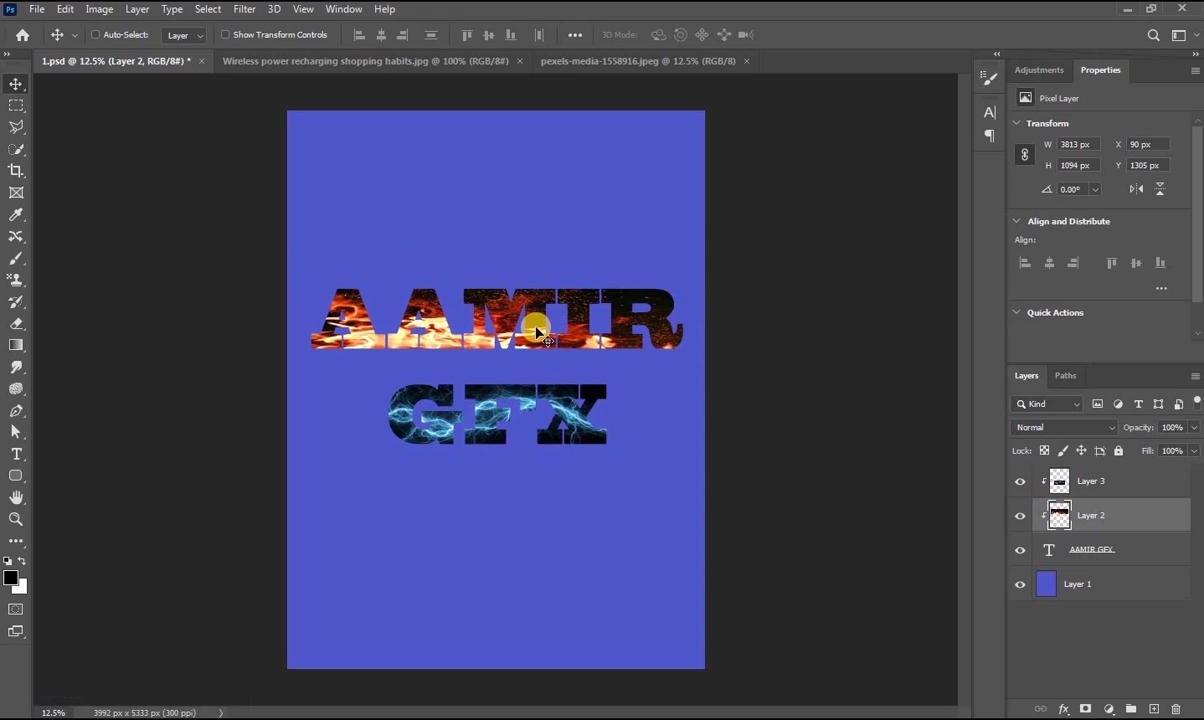 Ps File Edit Image Layer Type Select Filter 3D View Window Help
Auto-Select: Layer Show Transform Controls 3D Mode:
1.psd @ 12.5% (Layer 2, RGB/8#) * × Wireless power recharging shopping habits.jpg @ 100% (RGB/8#) × pexels-media-1558916.jpeg @ 12.5% (RGB/8) ×
Adjustments Properties
Pixel Layer
Transform
W 3813 px X 90 px
H 1094 px Y 1305 px
0.00°
Align and Distribute
Align:
Quick Actions
AAMIR
GFX
Layers Paths
Kind
Normal Opacity: 100%
Lock: Fill: 100%
Layer 3
Layer 2
T AAMIR GFX
Layer 1
12.5% 3992 px x 5333 px (300 ppi)